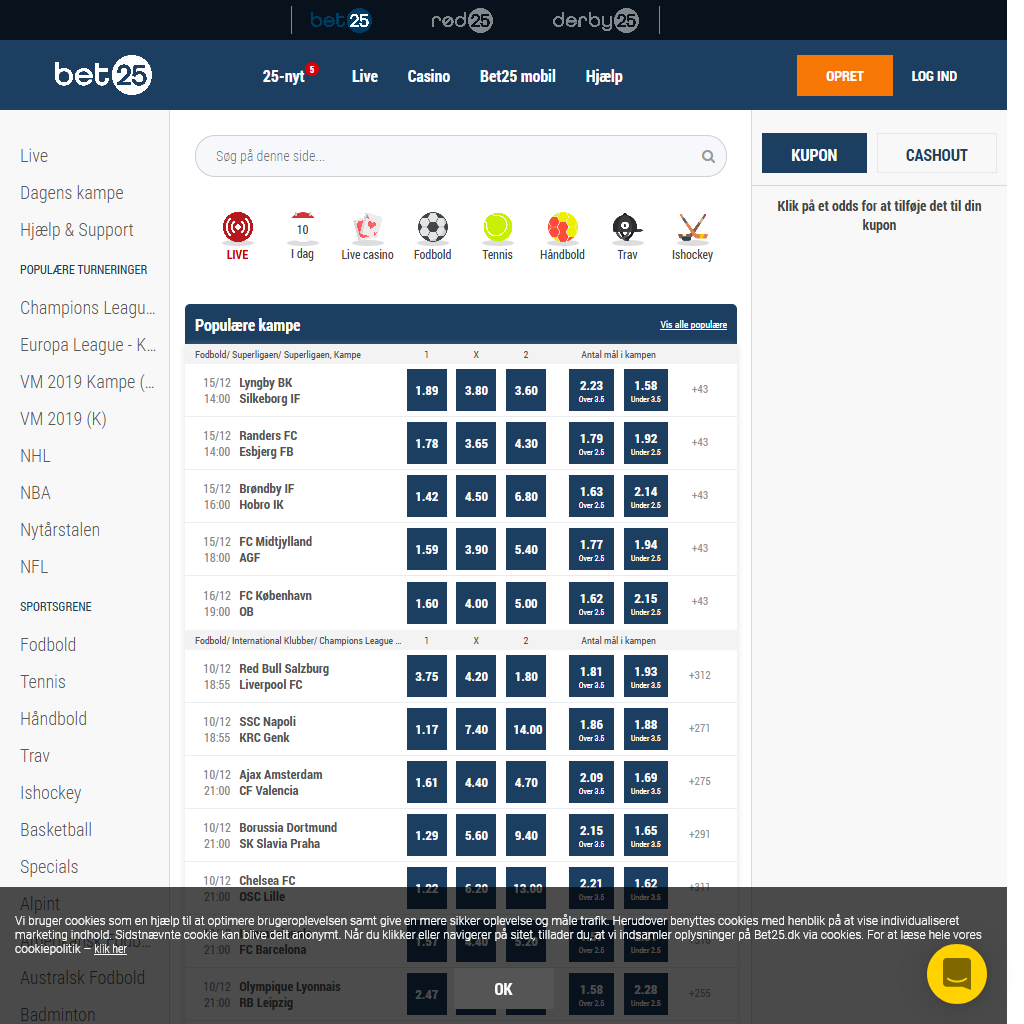 bet25 rød25 derby25
bet25 25-nyt 5 Live Casino Bet25 mobil Hjælp OPRET LOG IND
Live
Dagens kampe
Hjælp & Support
POPULÆRE TURNERINGER
Champions Leagu...
Europa League - K...
VM 2019 Kampe (...
VM 2019 (K)
NHL
NBA
Nytårstalen
NFL
SPORTSGRENE
Fodbold
Tennis
Håndbold
Trav
Ishockey
Basketball
Specials
Alpint
Australsk Fodbold
Badminton
Søg på denne side...
10
LIVE I dag Live casino Fodbold Tennis Håndbold Trav Ishockey
Populære kampe Vis alle populære
Fodbold/ Superligaen/ Superligaen, Kampe 1 X 2 Antal mål i kampen
15/12 Lyngby BK 1.89 3.80 3.60 2.23 1.58 +43
14:00 Silkeborg IF Over 3.5 Under 3.5
15/12 Randers FC 1.78 3.65 4.30 1.79 1.92 +43
14:00 Esbjerg FB Over 2.5 Under 2.5
15/12 Brøndby IF 1.42 4.50 6.80 1.63 2.14 +43
16:00 Hobro IK Over 2.5 Under 2.5
15/12 FC Midtjylland 1.59 3.90 5.40 1.77 1.94 +43
18:00 AGF Over 2.5 Under 2.5
16/12 FC København 1.60 4.00 5.00 1.62 2.15 +43
19:00 OB Over 2.5 Under 2.5
Fodbold/ International Klubber/ Champions League ... 1 X 2 Antal mål i kampen
10/12 Red Bull Salzburg 3.75 4.20 1.80 1.81 1.93 +312
18:55 Liverpool FC Over 3.5 Under 3.5
10/12 SSC Napoli 1.17 7.40 14.00 1.86 1.88 +271
18:55 KRC Genk Over 3.5 Under 3.5
10/12 Ajax Amsterdam 1.61 4.40 4.70 2.09 1.69 +275
21:00 CF Valencia Over 3.5 Under 3.5
10/12 Borussia Dortmund 1.29 5.60 9.40 2.15 1.65 +291
21:00 SK Slavia Praha Over 3.5 Under 3.5
10/12 Chelsea FC 1.22 6.20 13.00 2.21 1.62 +311
21:00 OSC Lille
FC Barcelona 1.57 4.40 5.20
10/12 Olympique Lyonnais 2.47 1.58 2.28 +255
21:00 RB Leipzig Over 2.5 Under 2.5
KUPON CASHOUT
Klik på et odds for at tilføje det til din
kupon
Vi bruger cookies som en hjælp til at optimere brugeroplevelsen samt give en mere sikker oplevelse og måle trafik. Herudover benyttes cookies med henblik på at vise individualiseret
marketing indhold. Sidstnævnte cookie kan blive delt anonymt. Når du klikker eller navigerer på sitet, tillader du, at vi indsamler oplysninger på Bet25.dk via cookies. For at læse hele vores
cookiepolitik – klik her
OK